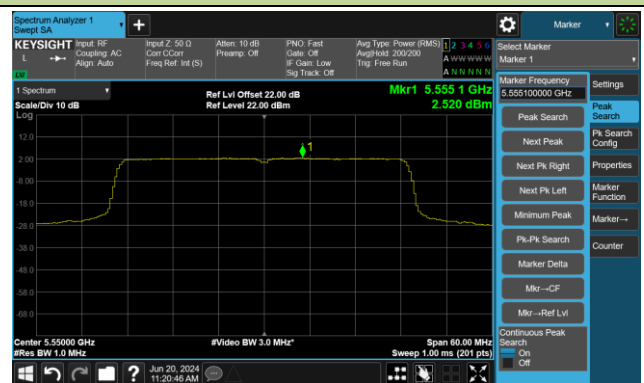 Spectrum Analyzer 1
Swept SA
+
Marker
KEYSIGHT Input: RF Input Z: 50 Ω Atten: 10 dB PNO: Fast Avg Type: Power (RMS) 1 2 3 4 5 6
L Coupling: AC Corr CCorr Preamp: Off Gate: Off Avg|Hold: 200/200 A W W W W W
Align: Auto Freq Ref: Int (S) IF Gain: Low Trig: Free Run A N N N N N
LW Sig Track: Off
Select Marker
Marker 1
1 Spectrum
Scale/Div 10 dB
Log
Ref Lvl Offset 22.00 dB
Ref Level 22.00 dBm
Mkr1 5.555 1 GHz
2.520 dBm
12.0
2.00
-8.00
-18.0
-28.0
-38.0
-48.0
-58.0
-68.0
1
Center 5.55000 GHz #Video BW 3.0 MHz* Span 60.00 MHz
#Res BW 1.0 MHz Sweep 1.00 ms (201 pts)
Marker Frequency
5.555100000 GHz
Peak Search
Next Peak
Next Pk Right
Next Pk Left
Minimum Peak
Pk-Pk Search
Marker Delta
Mkr→CF
Mkr→Ref Lvl
Continuous Peak
Search
On
Off
Settings
Peak
Search
Pk Search
Config
Properties
Marker
Function
Marker→
Counter
?
Jun 20, 2024
11:20:46 AM